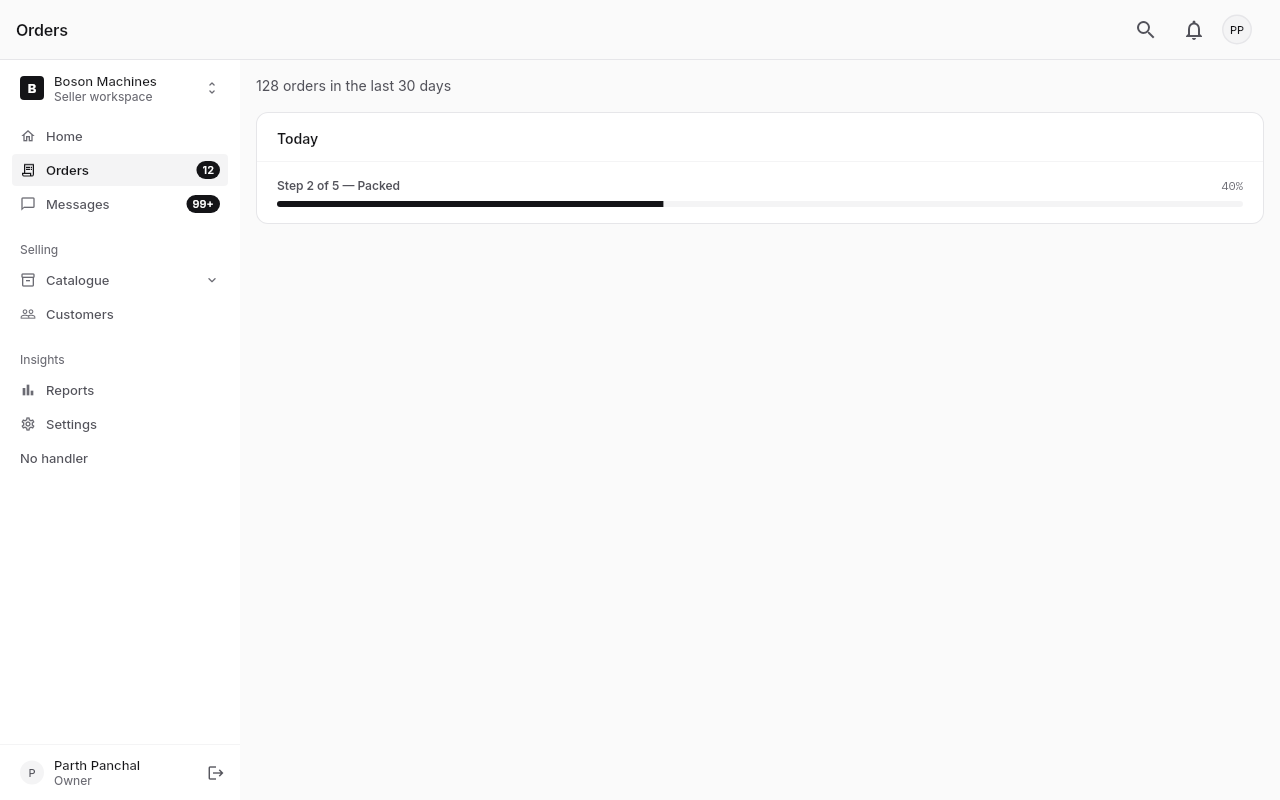 Orders
PP
B
Boson Machines
Seller workspace
Home
Orders
12
Messages
99+
Selling
Catalogue
Customers
Insights
Reports
Settings
No handler
P
Parth Panchal
Owner
128 orders in the last 30 days
Today
Step 2 of 5 — Packed
40%